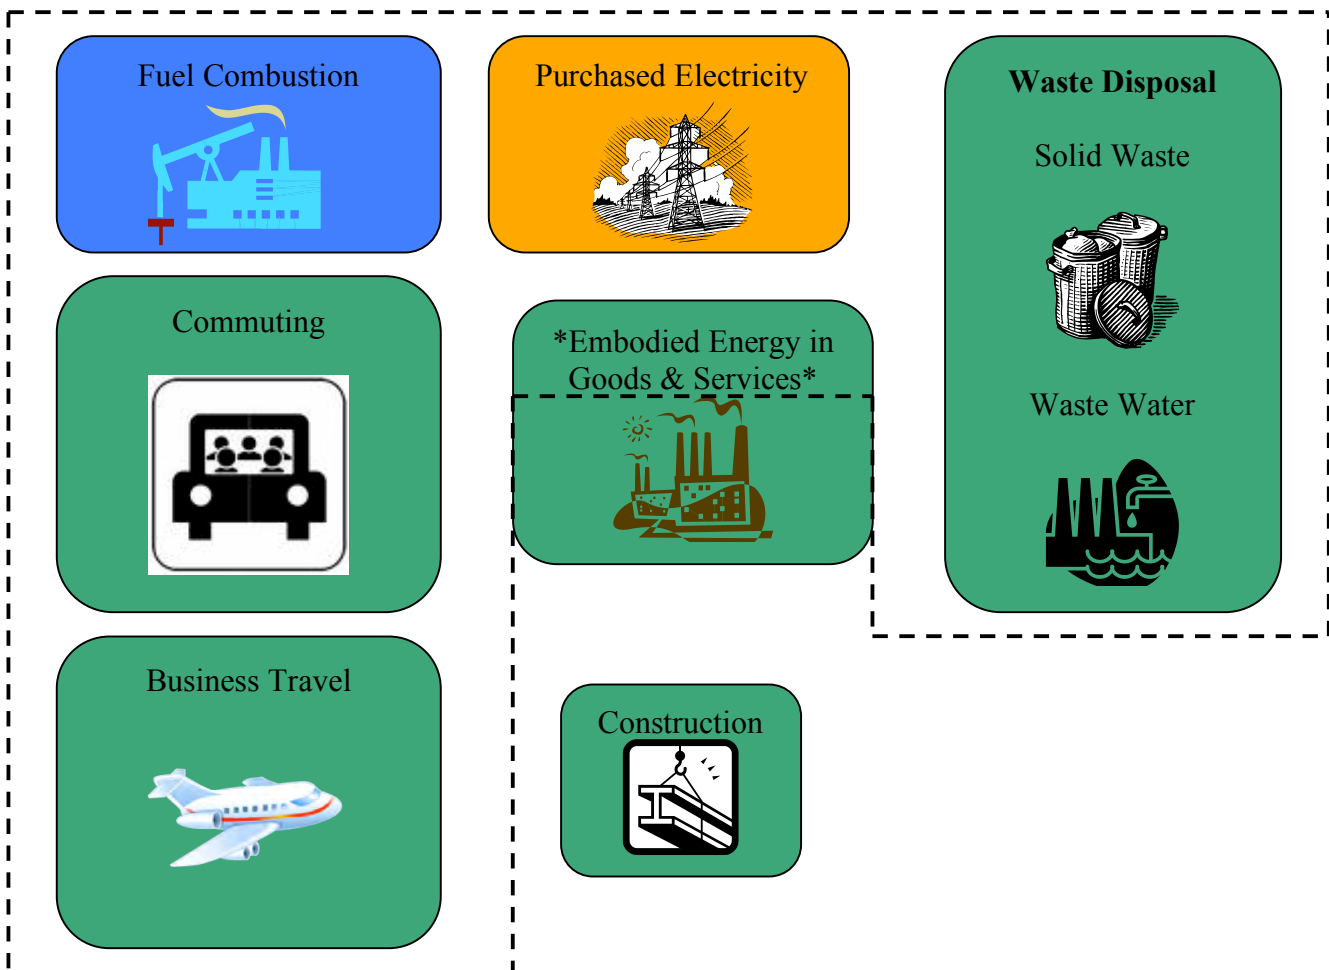 Fuel Combustion
Purchased Electricity
Waste Disposal
Solid Waste
Waste Water
Commuting
*Embodied Energy in
Goods & Services*
Business Travel
Construction